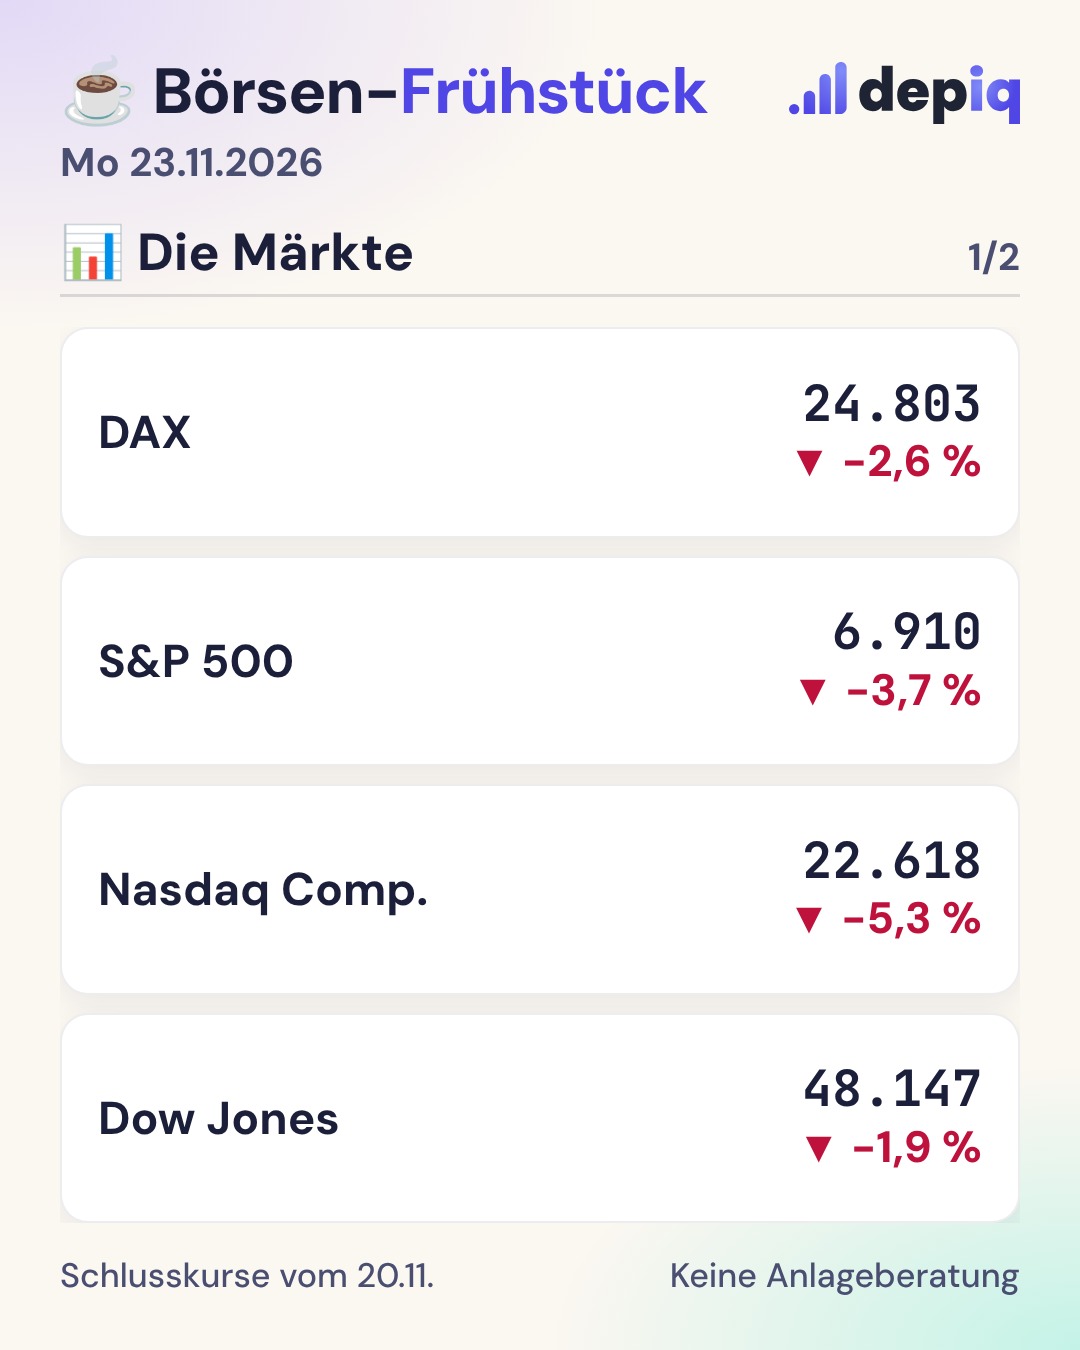 Börsen-Frühstück
depiq
Mo 23.11.2026
Die Märkte
1/2
DAX
24.803
▼ -2,6 %
S&P 500
6.910
▼ -3,7 %
Nasdaq Comp.
22.618
▼ -5,3 %
Dow Jones
48.147
▼ -1,9 %
Schlusskurse vom 20.11.
Keine Anlageberatung